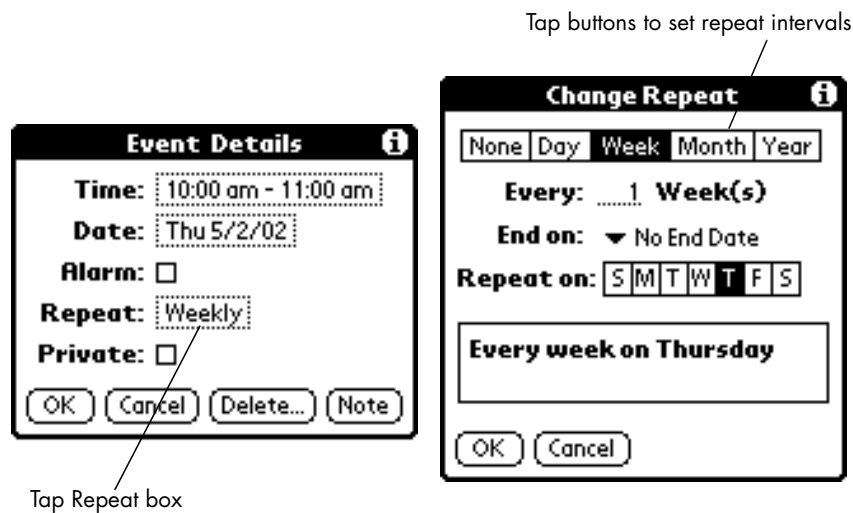 Tap buttons to set repeat intervals
Event Details i
Time: 10:00 am - 11:00 am
Date: Thu 5/2/02
Alarm:
Repeat: Weekly
Private:
OK Cancel Delete... Note
Tap Repeat box
Change Repeat i
None Day Week Month Year
Every: 1 Week(s)
End on: No End Date
Repeat on: S M T W T F S
Every week on Thursday
OK Cancel